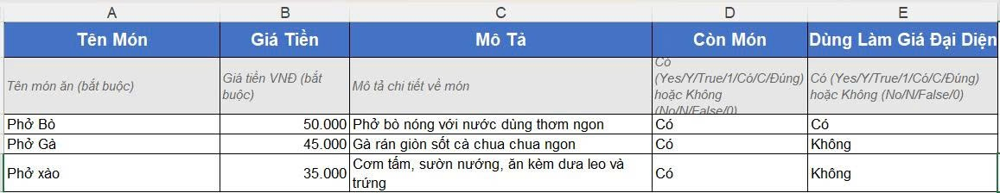 A B C D E
Tên Món Giá Tiền Mô Tả Còn Món Dùng Làm Giá Đại Diện
Tên món ăn (bắt buộc)
Giá tiền VNĐ (bắt
buộc)
Mô tả chi tiết về món
Có
(Yes/Y/True/1/Có/C/Đúng)
hoặc Không
(No/N/False/0)
Có (Yes/Y/True/1/Có/C/Đúng)
hoặc Không (No/N/False/0)
Phở Bò 50.000 Phở bò nóng với nước dùng thơm ngon Có Có
Phở Gà 45.000 Gà rán giòn sốt cà chua chua ngon Có Không
Phở xào 35.000 Cơm tấm, sườn nướng, ăn kèm dưa leo và
trứng
Có Không